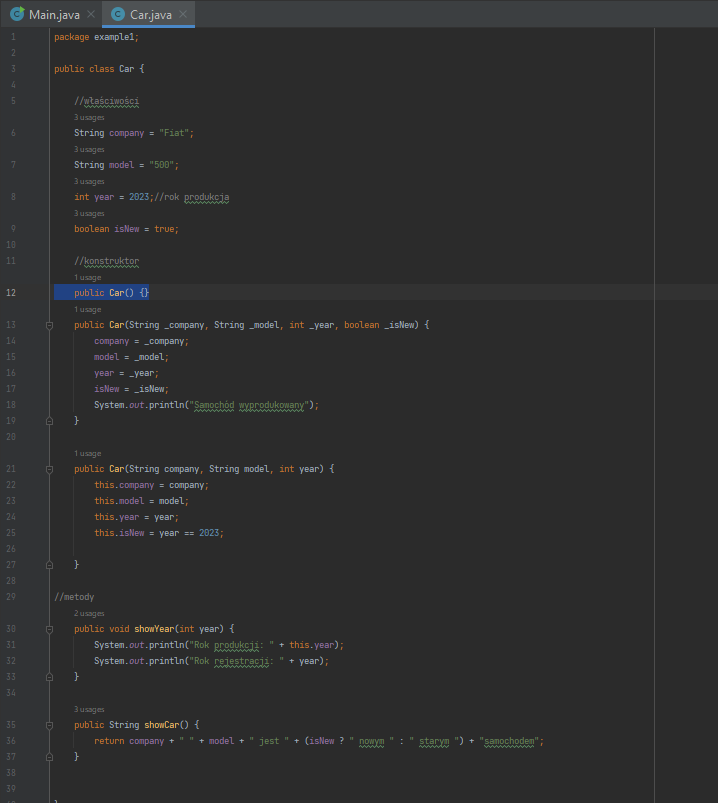 Main.java Car.java
1 package example1;
2
3 public class Car {
4
5 //właściwości
3 usages
6 String company = "Fiat";
3 usages
7 String model = "500";
3 usages
8 int year = 2023;//rok produkcja
3 usages
9 boolean isNew = true;
10
11 //konstruktor
1 usage
12 public Car() {}
1 usage
13 public Car(String _company, String _model, int _year, boolean _isNew) {
14 company = _company;
15 model = _model;
16 year = _year;
17 isNew = _isNew;
18 System.out.println("Samochód wyprodukowany");
19 }
20
1 usage
21 public Car(String company, String model, int year) {
22 this.company = company;
23 this.model = model;
24 this.year = year;
25 this.isNew = year == 2023;
26
27 }
28
29 //metody
2 usages
30 public void showYear(int year) {
31 System.out.println("Rok produkcji: " + this.year);
32 System.out.println("Rok rejestracji: " + year);
33 }
34
3 usages
35 public String showCar() {
36 return company + " " + model + " jest " + (isNew ? " nowym " : " starym ") + "samochodem";
37 }
38
39